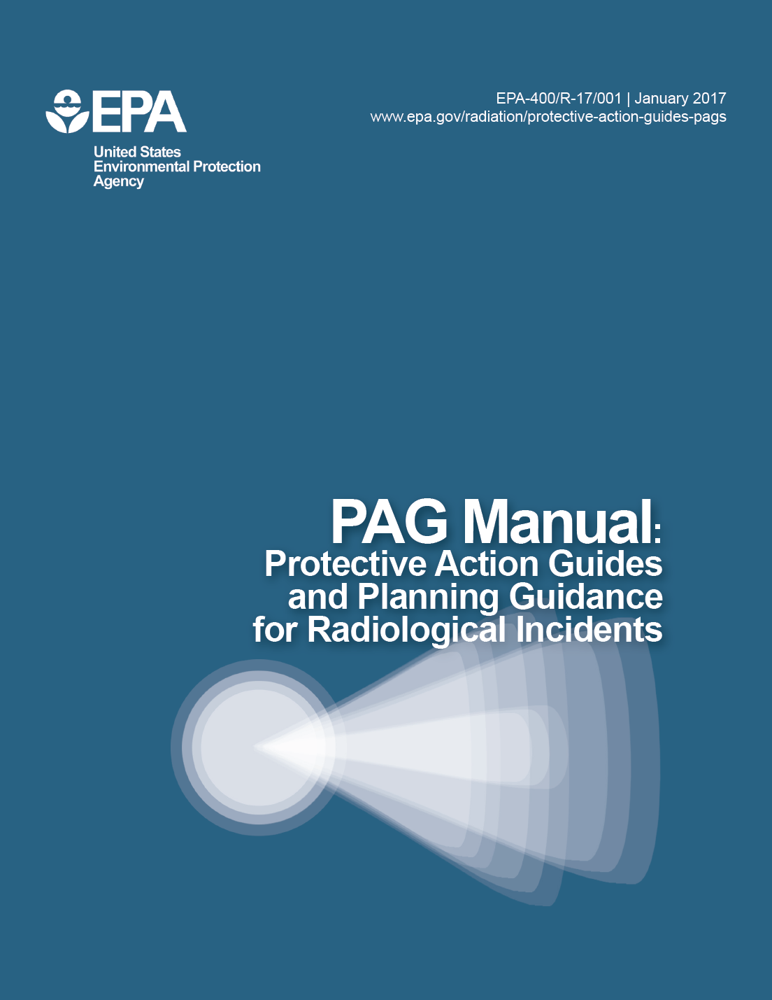 EPA
United States
Environmental Protection
Agency
EPA-400/R-17/001 | January 2017
www.epa.gov/radiation/protective-action-guides-pags
PAG Manual:
Protective Action Guides
and Planning Guidance
for Radiological Incidents